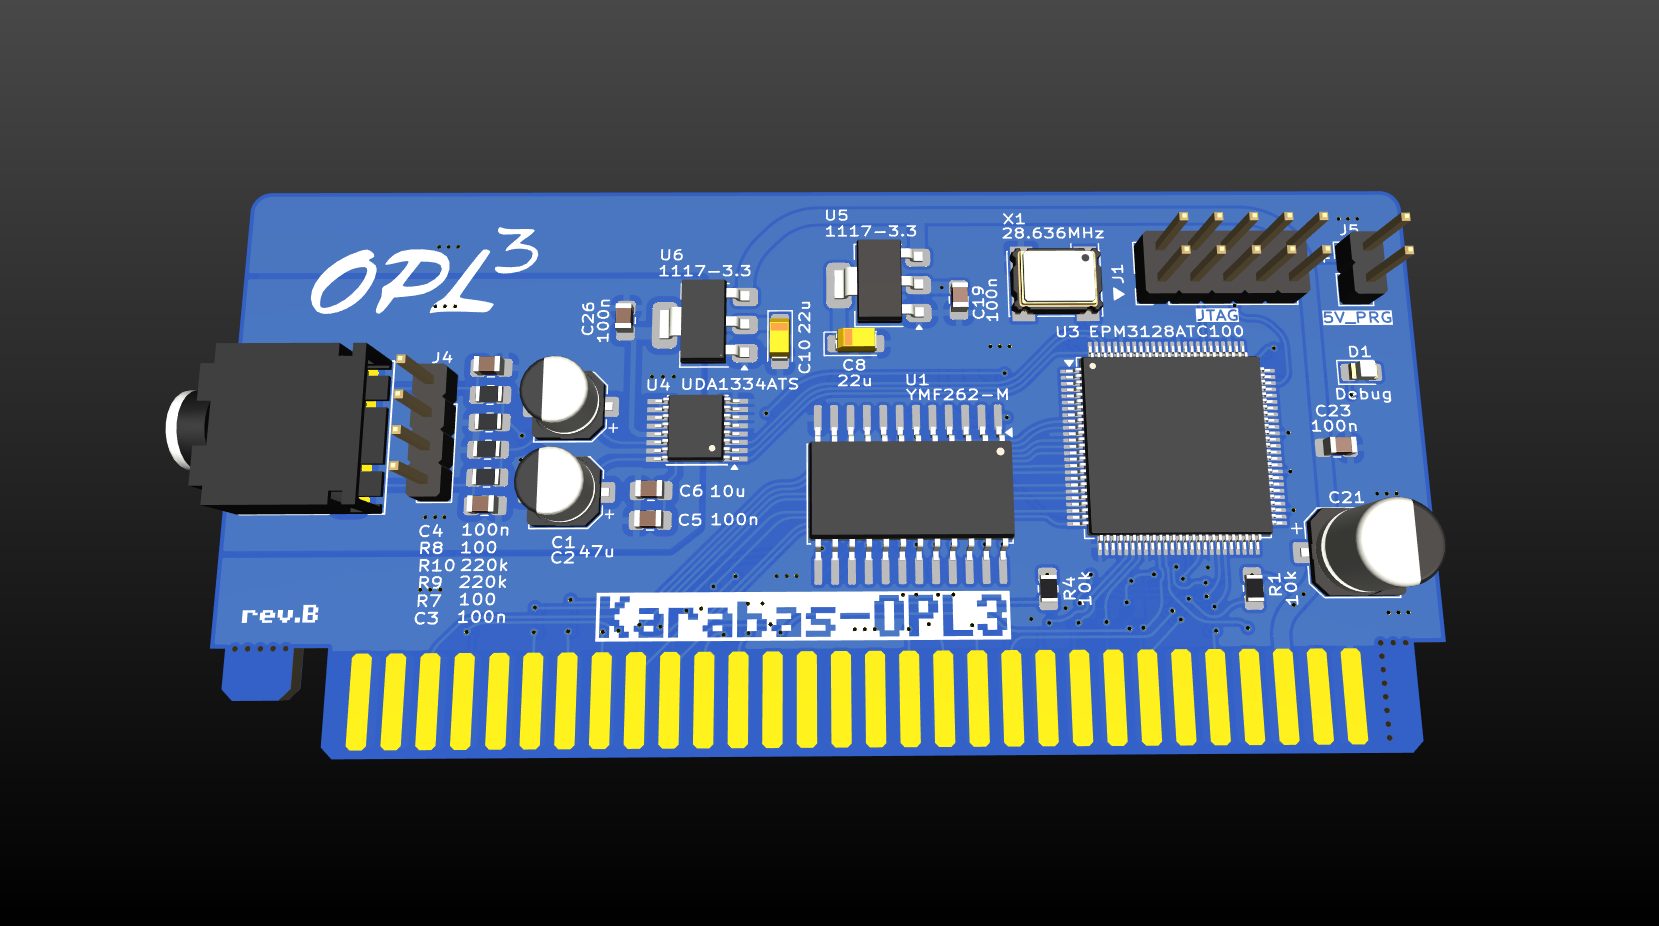 OPL3
U6
1117-3.3
U5
1117-3.3
X1
28.636MHz
J1
J5
JTAG
5V_PRG
C26
100n
C10 22u
C19
100n
C8
22u
U3 EPM3128ATC100
D1
Debug
C23
100n
C21
+
J4
U4 UDA1334ATS
U1
YMF262-M
+
+
C6 10u
C5 100n
C1
C2 47u
C4 100n
R8 100
R10 220k
R9 220k
R7 100
C3 100n
R4
10k
R1
10k
rev.B
Karabas-OPL3